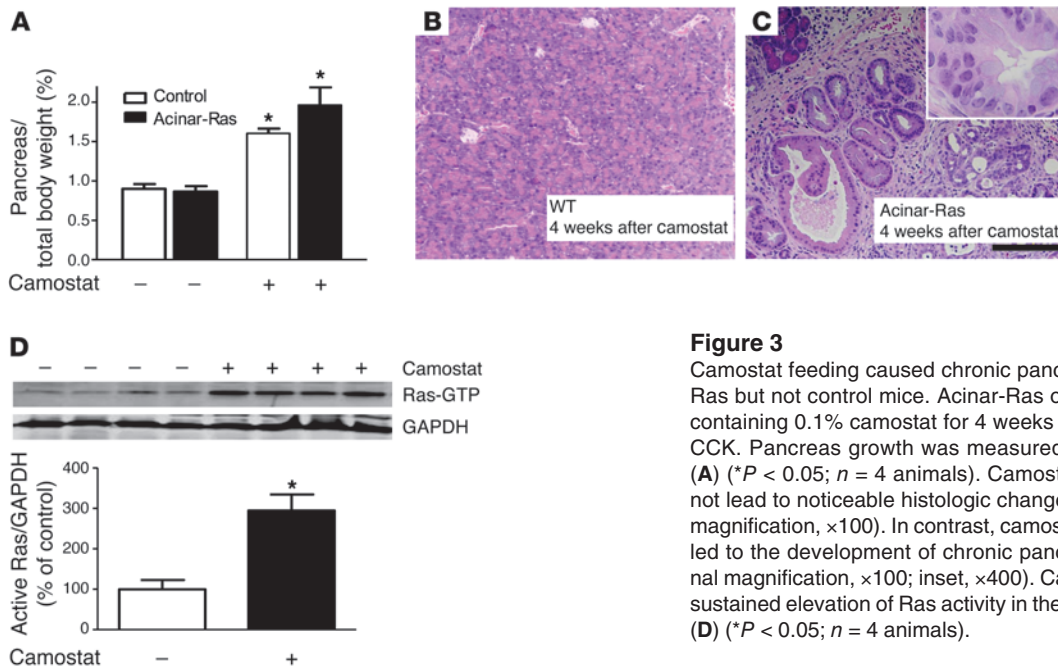 A
Pancreas/
total body weight (%)
2.0
1.5
1.0
0.5
0.0
Control
Acinar-Ras
*
*
Camostat – – + +
B
WT
4 weeks after camostat
C
Acinar-Ras
4 weeks after camostat
D
– – – – + + + + Camostat
Ras-GTP
GAPDH
Active Ras/GAPDH
(% of control)
400
300
200
100
0
*
Camostat – +
Figure 3
Camostat feeding caused chronic panc
Ras but not control mice. Acinar-Ras o
containing 0.1% camostat for 4 weeks
CCK. Pancreas growth was measured
(A) (*P < 0.05; n = 4 animals). Camost
not lead to noticeable histologic change
magnification, ×100). In contrast, camos
led to the development of chronic panc
nal magnification, ×100; inset, ×400). Ca
sustained elevation of Ras activity in the
(D) (*P < 0.05; n = 4 animals).